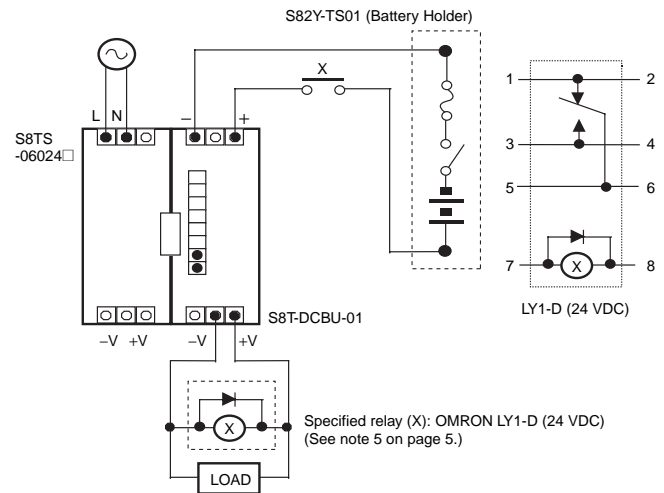 S82Y-TS01 (Battery Holder)
X
L N
− +
1 2
3 4
5 6
7 X 8
LY1-D (24 VDC)
S8TS
-06024□
S8T-DCBU-01
−V +V
−V +V
X
Specified relay (X): OMRON LY1-D (24 VDC)
(See note 5 on page 5.)
LOAD